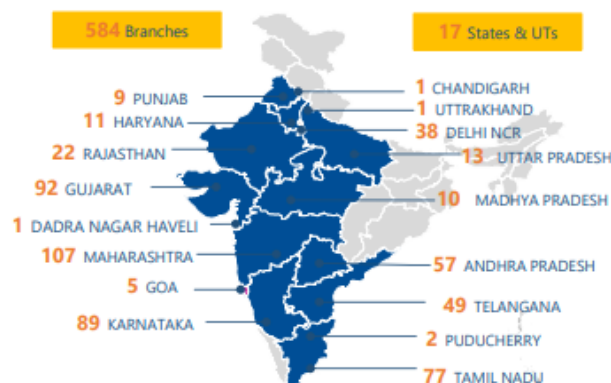 584 Branches
17 States & UTs
9 PUNJAB
11 HARYANA
22 RAJASTHAN
92 GUJARAT
1 DADRA NAGAR HAVELI
107 MAHARASHTRA
5 GOA
89 KARNATAKA
1 CHANDIGARH
1 UTTRAKHAND
38 DELHI NCR
13 UTTAR PRADESH
10 MADHYA PRADESH
57 ANDHRA PRADESH
49 TELANGANA
2 PUDUCHERRY
77 TAMIL NADU